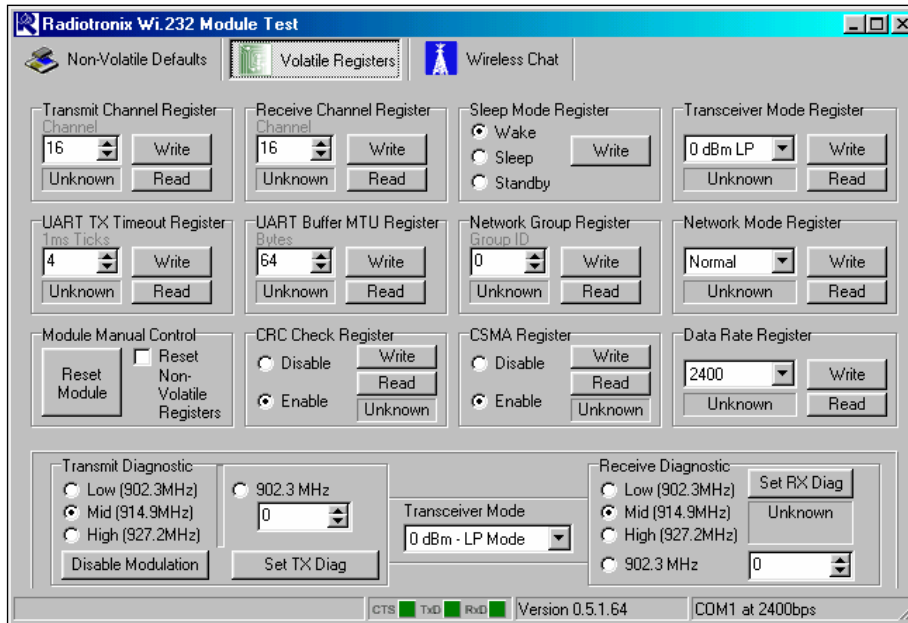 Radiotronix Wi.232 Module Test
Non-Volatile Defaults
Volatile Registers
Wireless Chat
Transmit Channel Register
Channel
16
Write
Unknown
Read
Receive Channel Register
Channel
16
Write
Unknown
Read
Sleep Mode Register
Wake
Sleep
Standby
Write
Transceiver Mode Register
0 dBm LP
Write
Unknown
Read
UART TX Timeout Register
1ms Ticks
4
Write
Unknown
Read
UART Buffer MTU Register
Bytes
64
Write
Unknown
Read
Network Group Register
Group ID
0
Write
Unknown
Read
Network Mode Register
Normal
Write
Unknown
Read
Module Manual Control
Reset
Module
Reset
Non-
Volatile
Registers
CRC Check Register
Disable
Enable
Write
Read
Unknown
CSMA Register
Disable
Enable
Write
Read
Unknown
Data Rate Register
2400
Write
Unknown
Read
Transmit Diagnostic
Low (902.3MHz)
Mid (914.9MHz)
High (927.2MHz)
Disable Modulation
902.3 MHz
0
Set TX Diag
Transceiver Mode
0 dBm - LP Mode
Receive Diagnostic
Low (902.3MHz)
Mid (914.9MHz)
High (927.2MHz)
902.3 MHz
Set RX Diag
Unknown
0
CTS
TxD
RxD
Version 0.5.1.64
COM1 at 2400bps